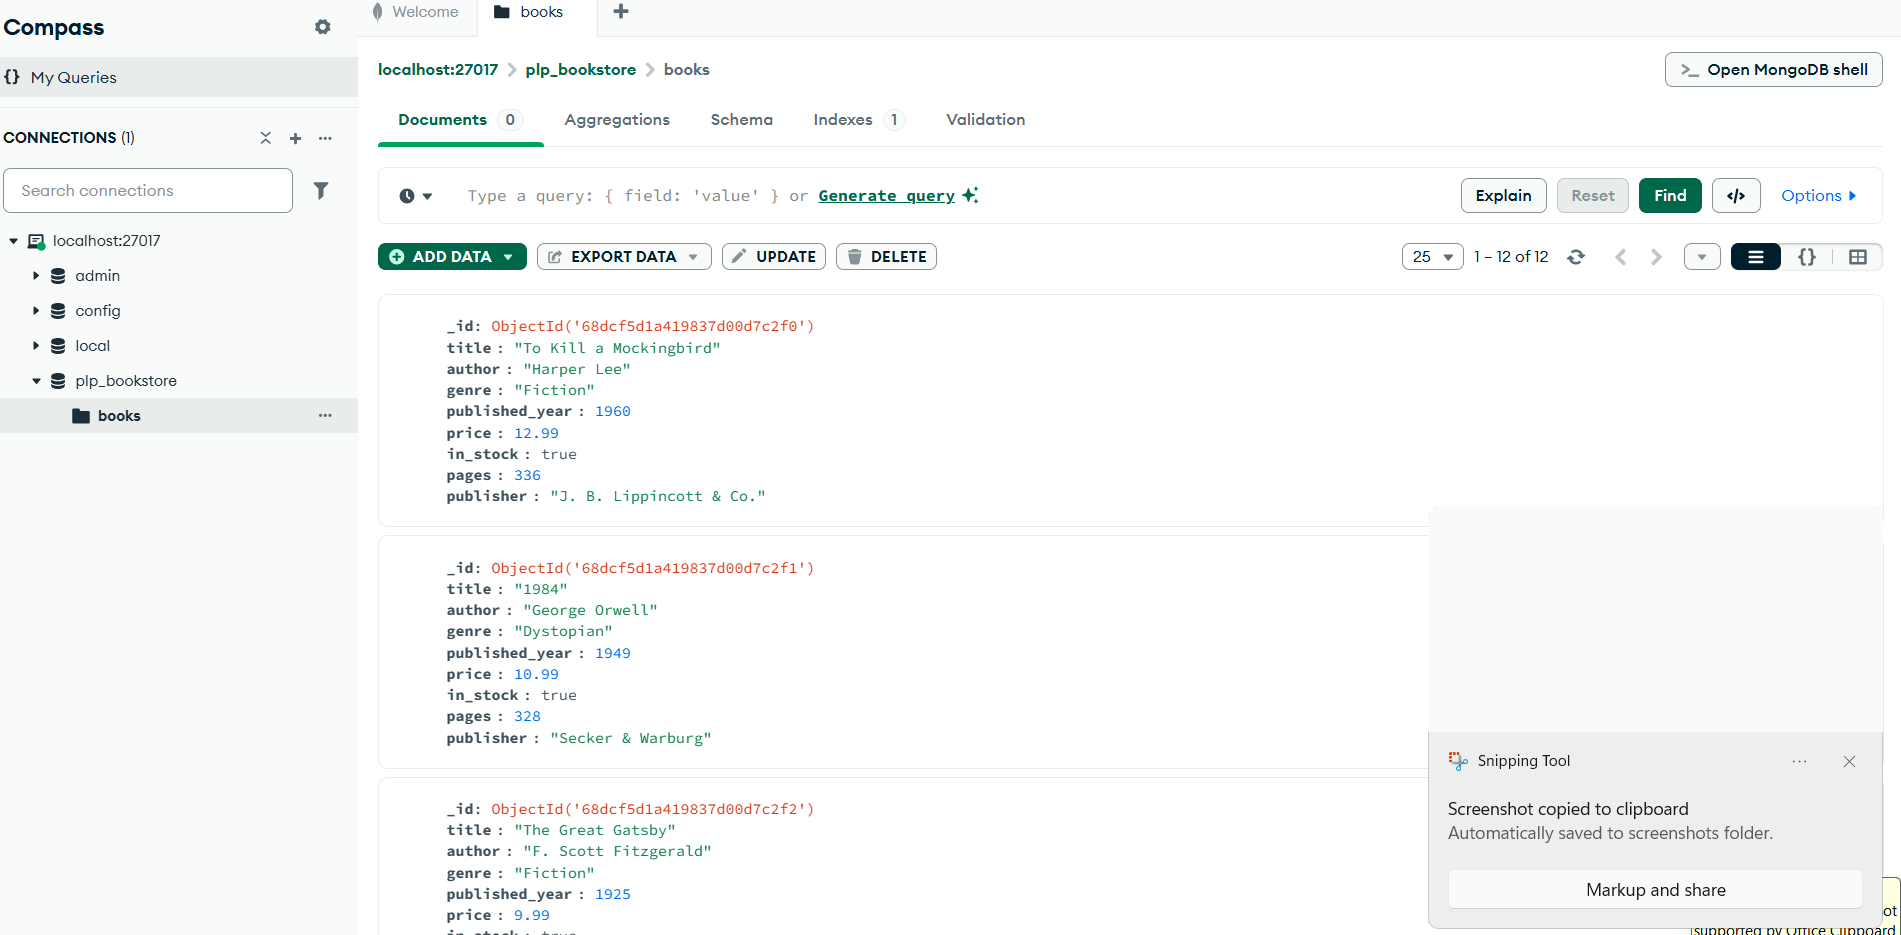 Compass
{} My Queries
CONNECTIONS (1)
Search connections
localhost:27017
admin
config
local
plp_bookstore
books
Welcome
books
localhost:27017 > plp_bookstore > books
>_ Open MongoDB shell
Documents 0 Aggregations Schema Indexes 1 Validation
Type a query: { field: 'value' } or Generate query
Explain Reset Find </> Options
ADD DATA EXPORT DATA UPDATE DELETE
25 1 – 12 of 12 {}
_id: ObjectId('68dcf5d1a419837d00d7c2f0')
title : "To Kill a Mockingbird"
author : "Harper Lee"
genre : "Fiction"
published_year : 1960
price : 12.99
in_stock : true
pages : 336
publisher : "J. B. Lippincott & Co."
_id: ObjectId('68dcf5d1a419837d00d7c2f1')
title : "1984"
author : "George Orwell"
genre : "Dystopian"
published_year : 1949
price : 10.99
in_stock : true
pages : 328
publisher : "Secker & Warburg"
_id: ObjectId('68dcf5d1a419837d00d7c2f2')
title : "The Great Gatsby"
author : "F. Scott Fitzgerald"
genre : "Fiction"
published_year : 1925
price : 9.99
in_stock : true
Snipping Tool
Screenshot copied to clipboard
Automatically saved to screenshots folder.
Markup and share
supported by Office Clipboard